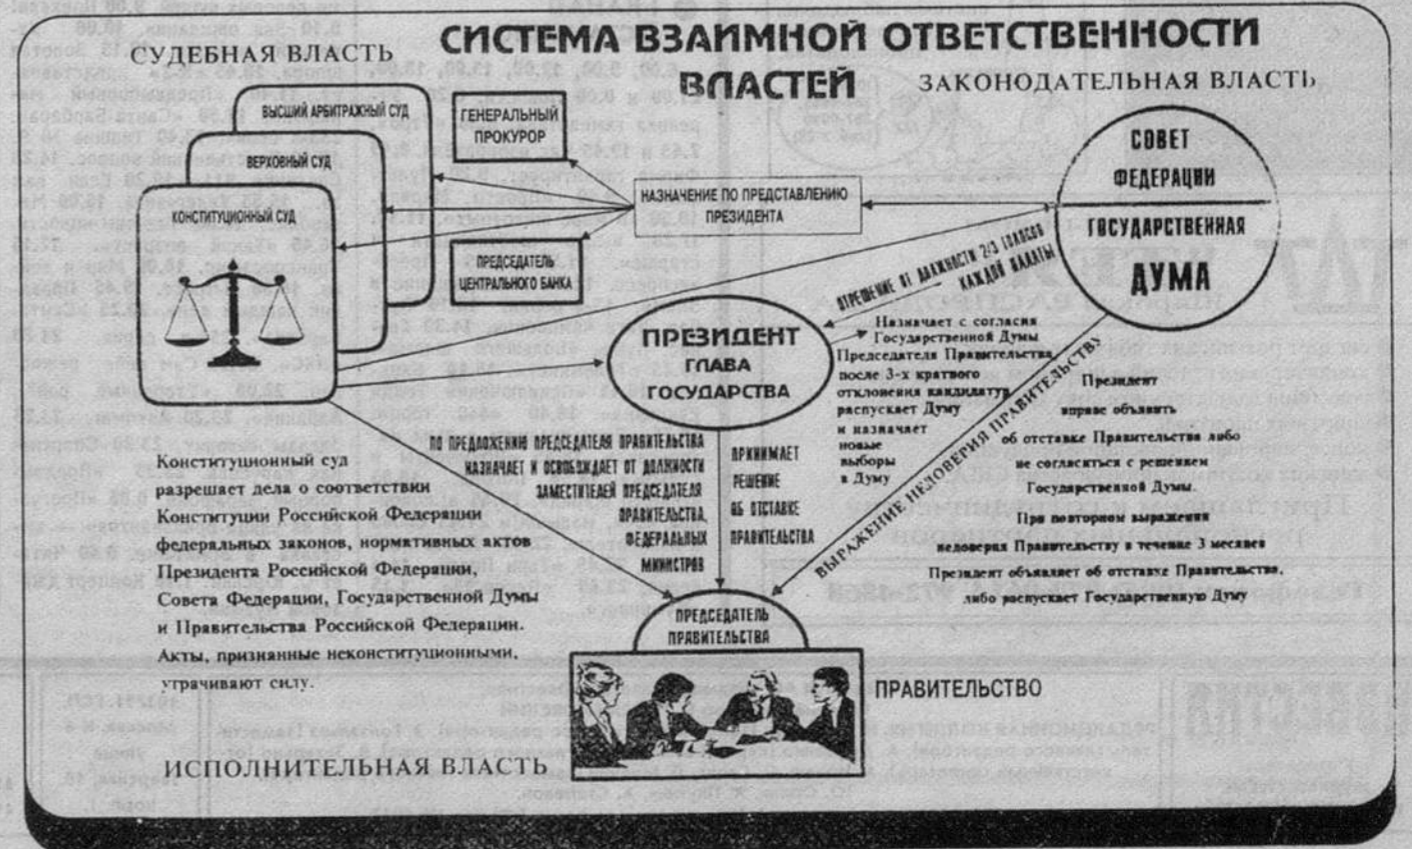 СИСТЕМА ВЗАИМНОЙ ОТВЕТСТВЕННОСТИ
ВЛАСТЕЙ
СУДЕБНАЯ ВЛАСТЬ
ЗАКОНОДАТЕЛЬНАЯ ВЛАСТЬ
ВЫСШИЙ АРБИТРАЖНЫЙ СУД
ВЕРХОВНЫЙ СУД
КОНСТИТУЦИОННЫЙ СУД
ГЕНЕРАЛЬНЫЙ
ПРОКУРОР
НАЗНАЧЕНИЕ ПО ПРЕДСТАВЛЕНИЮ
ПРЕЗИДЕНТА
ПРЕДСЕДАТЕЛЬ
ЦЕНТРАЛЬНОГО БАНКА
СОВЕТ
ФЕДЕРАЦИИ
ГОСУДАРСТВЕННАЯ
ДУМА
ОТРЕШЕНИЕ ОТ ДОЛЖНОСТИ 2/3 ГОЛОСОВ
КАЖДОЙ ПАЛАТЫ
ПРЕЗИДЕНТ
ГЛАВА
ГОСУДАРСТВА
Назначает с согласия
Государственной Думы
Председателя Правительства,
после 3-х кратного
отклонения кандидатур
распускает Думу
и назначает
новые
выборы
в Думу
ВЫРАЖЕНИЕ НЕДОВЕРИЯ ПРАВИТЕЛЬСТВУ
Президент
вправе объявить
об отставке Правительства либо
не согласиться с решением
Государственной Думы.
При повторном выражении
недоверия Правительству в течение 3 месяцев
Президент объявляет об отставке Правительства,
либо распускает Государственную Думу
ПО ПРЕДЛОЖЕНИЮ ПРЕДСЕДАТЕЛЯ ПРАВИТЕЛЬСТВА
НАЗНАЧАЕТ И ОСВОБОЖДАЕТ ОТ ДОЛЖНОСТИ
ЗАМЕСТИТЕЛЕЙ ПРЕДСЕДАТЕЛЯ
ПРАВИТЕЛЬСТВА,
ФЕДЕРАЛЬНЫХ
МИНИСТРОВ
ПРИНИМАЕТ
РЕШЕНИЕ
ОБ ОТСТАВКЕ
ПРАВИТЕЛЬСТВА
Конституционный суд
разрешает дела о соответствии
Конституции Российской Федерации
федеральных законов, нормативных актов
Президента Российской Федерации,
Совета Федерации, Государственной Думы
и Правительства Российской Федерации.
Акты, признанные неконституционными,
утрачивают силу.
ПРЕДСЕДАТЕЛЬ
ПРАВИТЕЛЬСТВА
ПРАВИТЕЛЬСТВО
ИСПОЛНИТЕЛЬНАЯ ВЛАСТЬ